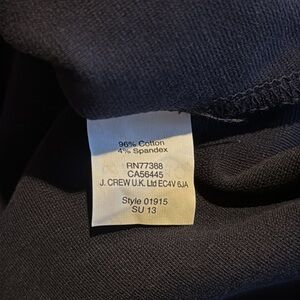 96% Cotton
4% Spandex
RN77388
CA56445
J. CREW U.K. Ltd EC4V 6JA
Style 01915
SU 13